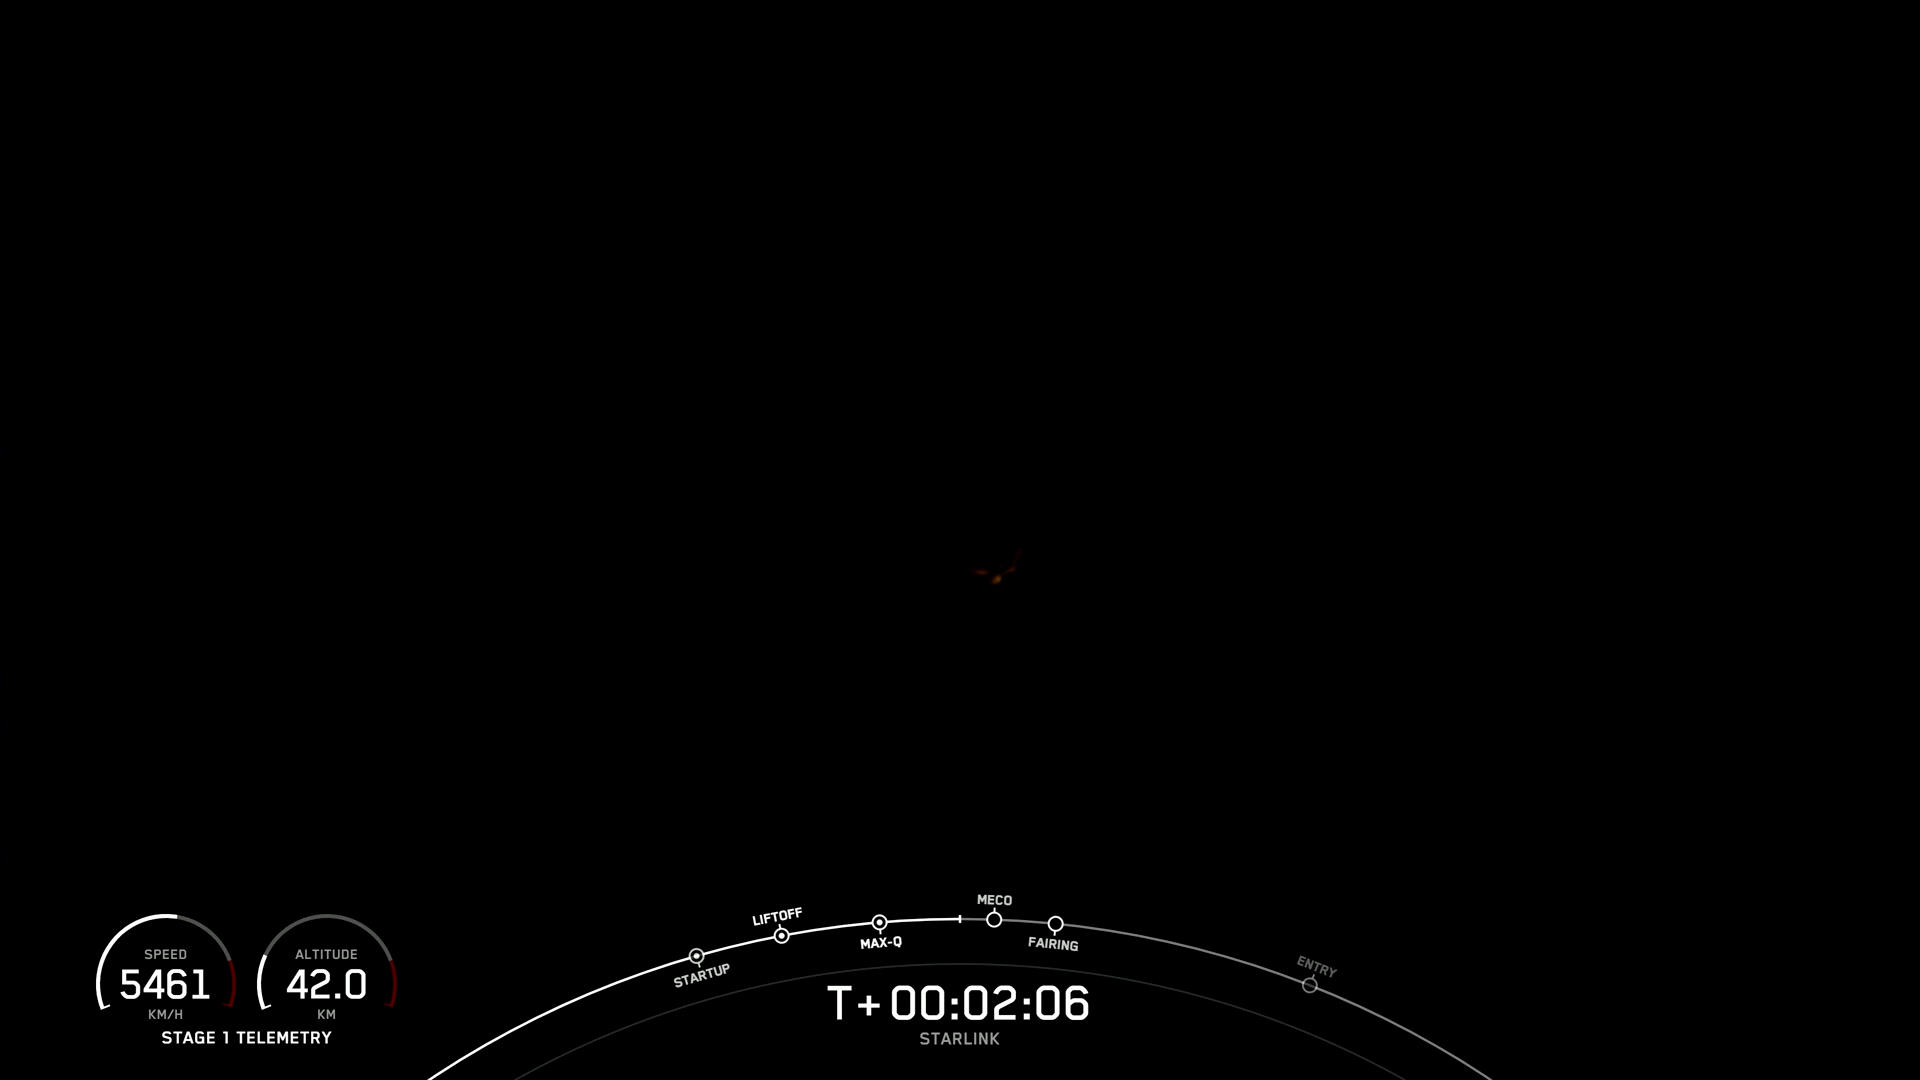 SPEED
5461
KM/H
ALTITUDE
42.0
KM
STAGE 1 TELEMETRY
STARTUP
LIFTOFF
MAX-Q
MECO
FAIRING
ENTRY
T+00:02:06
STARLINK